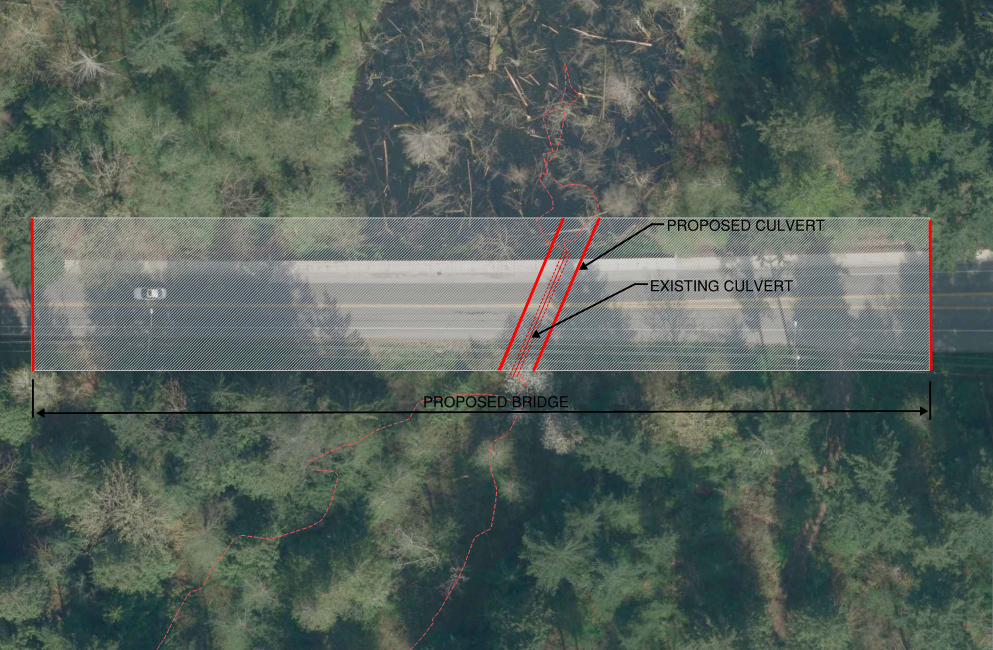 PROPOSED CULVERT
EXISTING CULVERT
PROPOSED BRIDGE